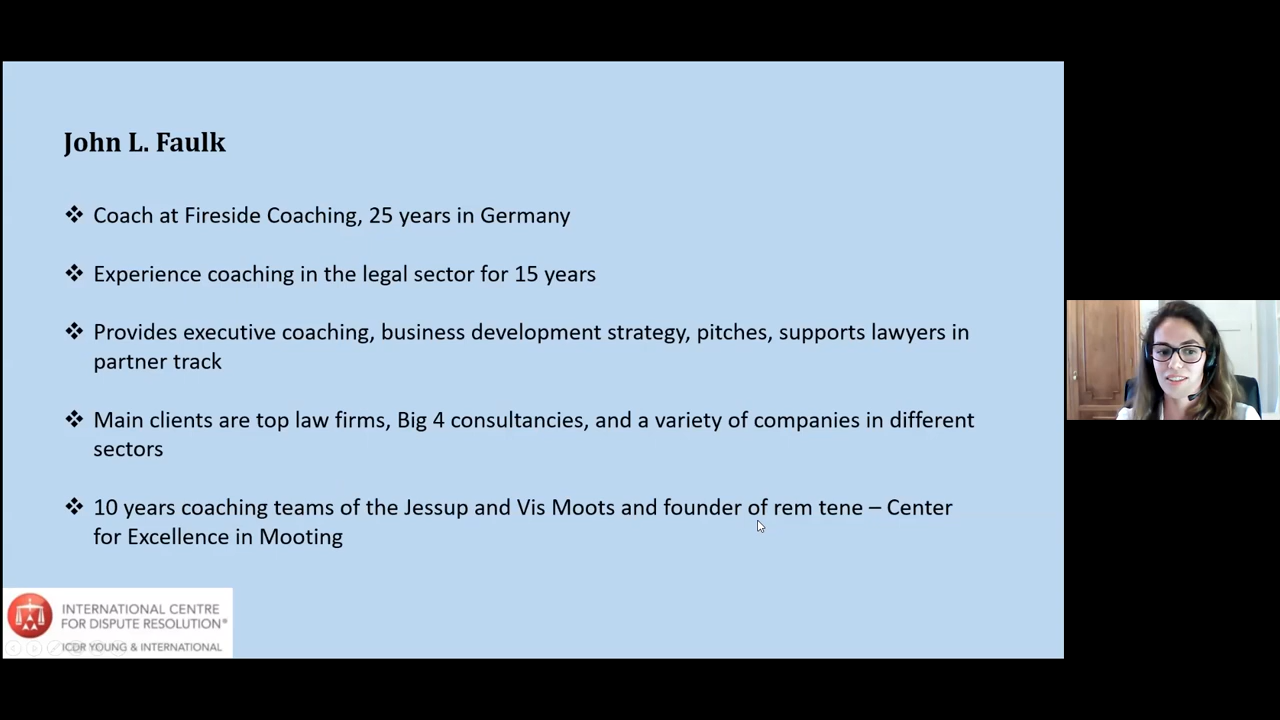 John L. Faulk
❖ Coach at Fireside Coaching, 25 years in Germany
❖ Experience coaching in the legal sector for 15 years
❖ Provides executive coaching, business development strategy, pitches, supports lawyers in
partner track
❖ Main clients are top law firms, Big 4 consultancies, and a variety of companies in different
sectors
❖ 10 years coaching teams of the Jessup and Vis Moots and founder of rem tene – Center
for Excellence in Mooting
INTERNATIONAL CENTRE
FOR DISPUTE RESOLUTION®
ICDR YOUNG & INTERNATIONAL